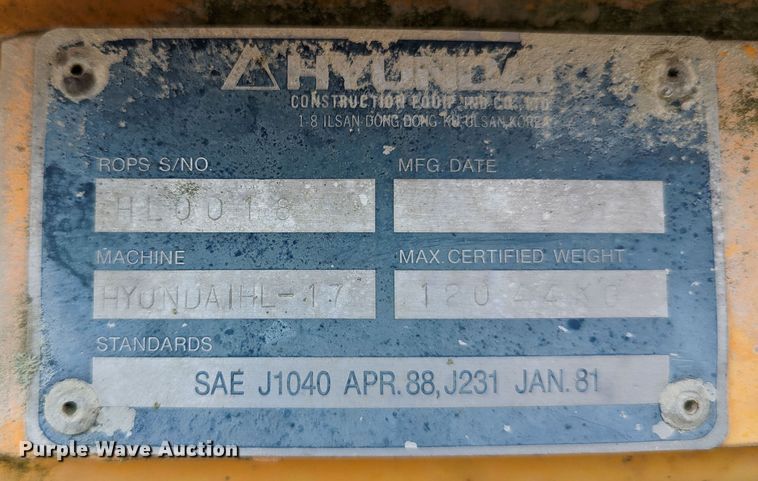 HYUNDAI
CONSTRUCTION EQUIP. IND CO., LTD.
1-8 ILSAN-DONG, DONG-KU, ULSAN, KOREA
ROPS S/NO. MFG. DATE
MACHINE MAX. CERTIFIED WEIGHT
HYUNDAIHL-17 12044KG
STANDARDS
SAE J1040 APR. 88, J231 JAN. 81
Purple Wave Auction